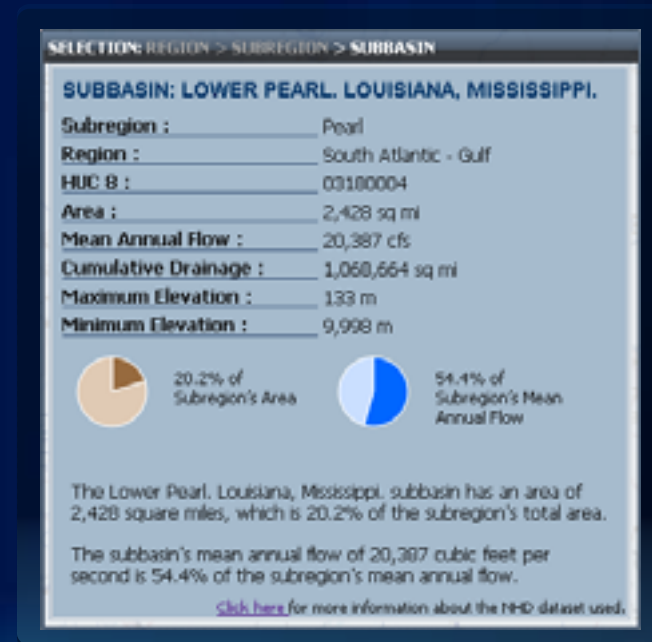 SELECTION: REGION > SUBREGION > SUBBASIN
SUBBASIN: LOWER PEARL. LOUISIANA, MISSISSIPPI.
Subregion : Pearl
Region : South Atlantic - Gulf
HUC 8 : 03180004
Area : 2,428 sq mi
Mean Annual Flow : 20,387 cfs
Cumulative Drainage : 1,068,664 sq mi
Maximum Elevation : 133 m
Minimum Elevation : 9,998 m
20.2% of
Subregion's Area
54.4% of
Subregion's Mean
Annual Flow
The Lower Pearl. Louisiana, Mississippi. subbasin has an area of
2,428 square miles, which is 20.2% of the subregion's total area.
The subbasin's mean annual flow of 20,387 cubic feet per
second is 54.4% of the subregion's mean annual flow.
Click here for more information about the NHD dataset used.